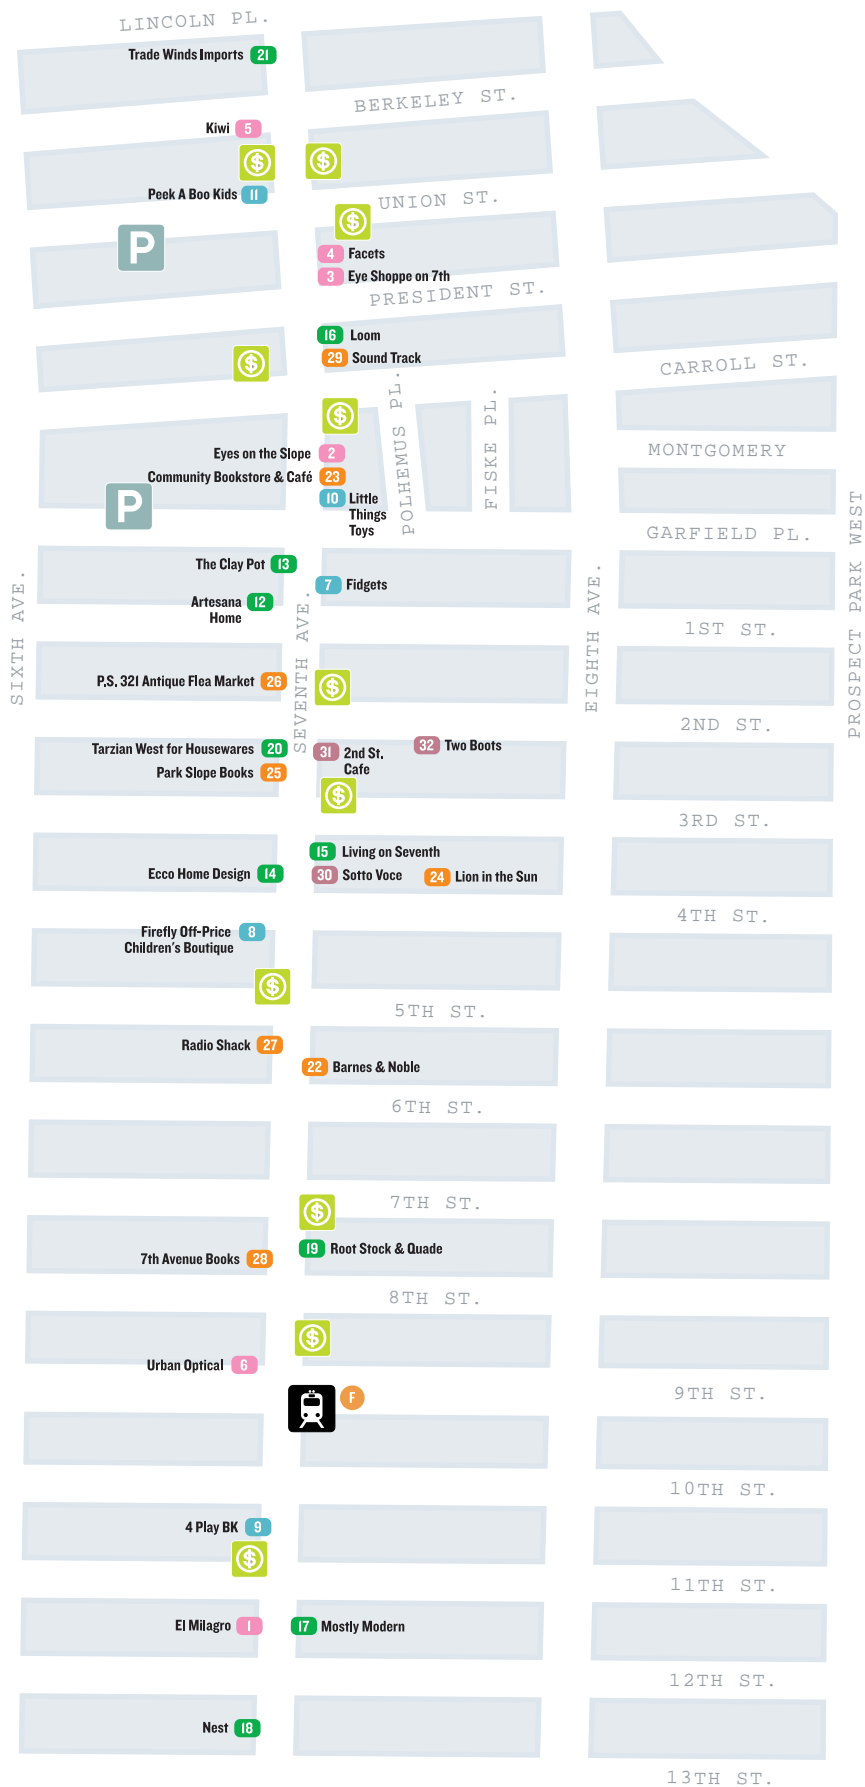 LINCOLN PL.
Trade Winds Imports 21
BERKELEY ST.
Kiwi 5
$
$
Peek A Boo Kids 11
UNION ST.
$
P
4 Facets
3 Eye Shoppe on 7th
PRESIDENT ST.
16 Loom
29 Sound Track
$
CARROLL ST.
POLHEMUS PL.
FISKE PL.
$
Eyes on the Slope 2
MONTGOMERY
Community Bookstore & Café 23
10 Little
Things
Toys
P
GARFIELD PL.
PROSPECT PARK WEST
The Clay Pot 13
7 Fidgets
SIXTH AVE.
SEVENTH AVE.
EIGHTH AVE.
Artesana 12
Home
1ST ST.
P.S. 321 Antique Flea Market 26
$
2ND ST.
Tarzian West for Housewares 20
31 2nd St.
Cafe
32 Two Boots
Park Slope Books 25
$
3RD ST.
15 Living on Seventh
Ecco Home Design 14
30 Sotto Voce
24 Lion in the Sun
4TH ST.
Firefly Off-Price 8
Children's Boutique
$
5TH ST.
Radio Shack 27
22 Barnes & Noble
6TH ST.
7TH ST.
$
19 Root Stock & Quade
7th Avenue Books 28
8TH ST.
$
Urban Optical 6
9TH ST.
F
10TH ST.
4 Play BK 9
$
11TH ST.
El Milagro 1
17 Mostly Modern
12TH ST.
Nest 18
13TH ST.